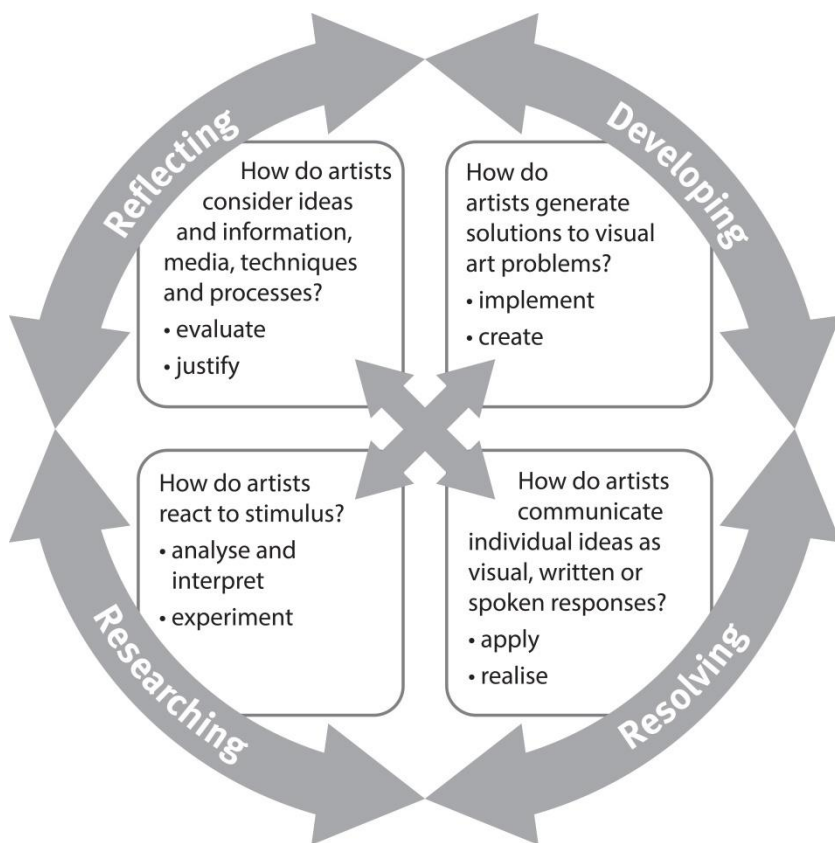 Reflecting
How do artists
consider ideas
and information,
media, techniques
and processes?
• evaluate
• justify
Developing
How do
artists generate
solutions to visual
art problems?
• implement
• create
Researching
How do artists
react to stimulus?
• analyse and
interpret
• experiment
Resolving
How do artists
communicate
individual ideas as
visual, written or
spoken responses?
• apply
• realise